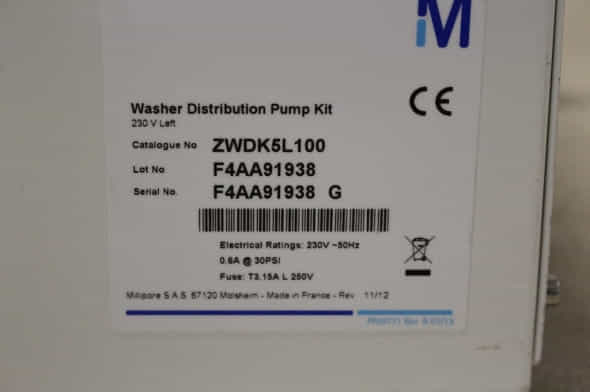 M
Washer Distribution Pump Kit
230 V Left
Catalogue No ZWDK5L100
Lot No F4AA91938
Serial No. F4AA91938 G
Electrical Ratings: 230V ~50Hz
0.6A @ 30PSI
Fuse: T3.15A L 250V
Millipore S.A.S 67120 Molsheim - Made in France - Rev 11/12